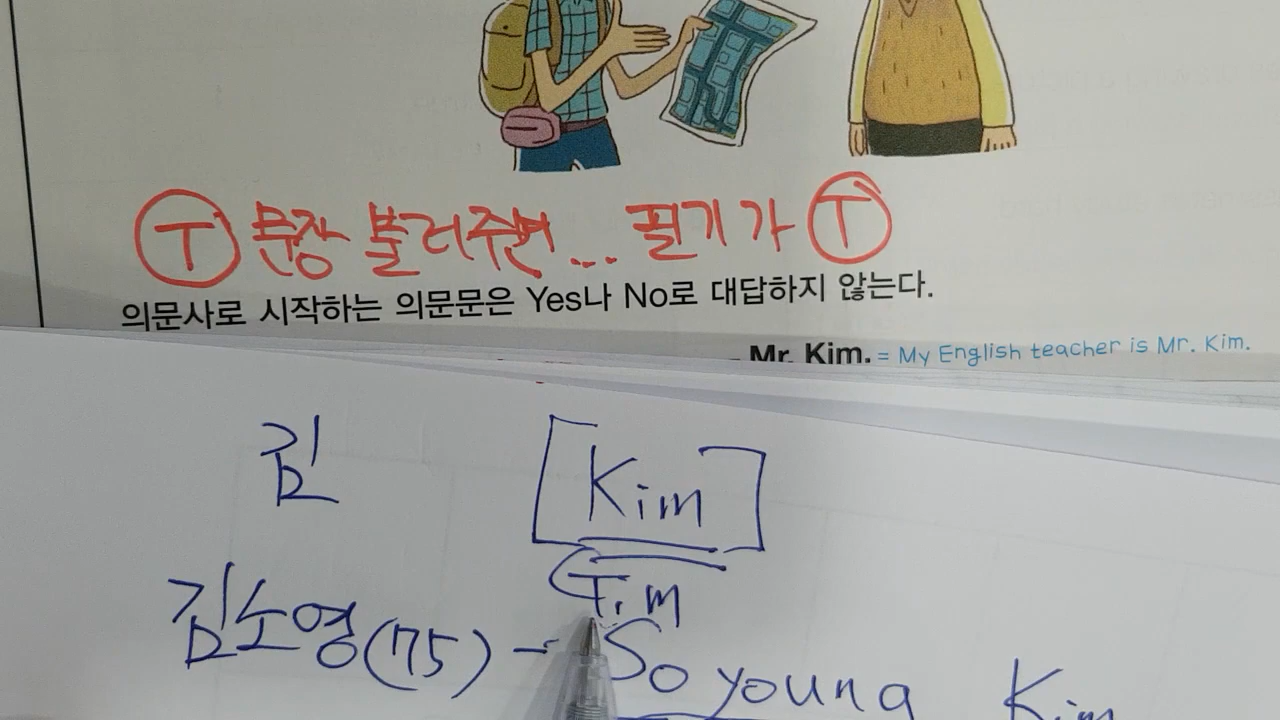 Ⓣ 문장 불러주면... 필기가 Ⓣ
의문사로 시작하는 의문문은 Yes나 No로 대답하지 않는다.
Mr. Kim. = My English teacher is Mr. Kim.
김 [Kim]
Tim
김소영(75) - So young Kim